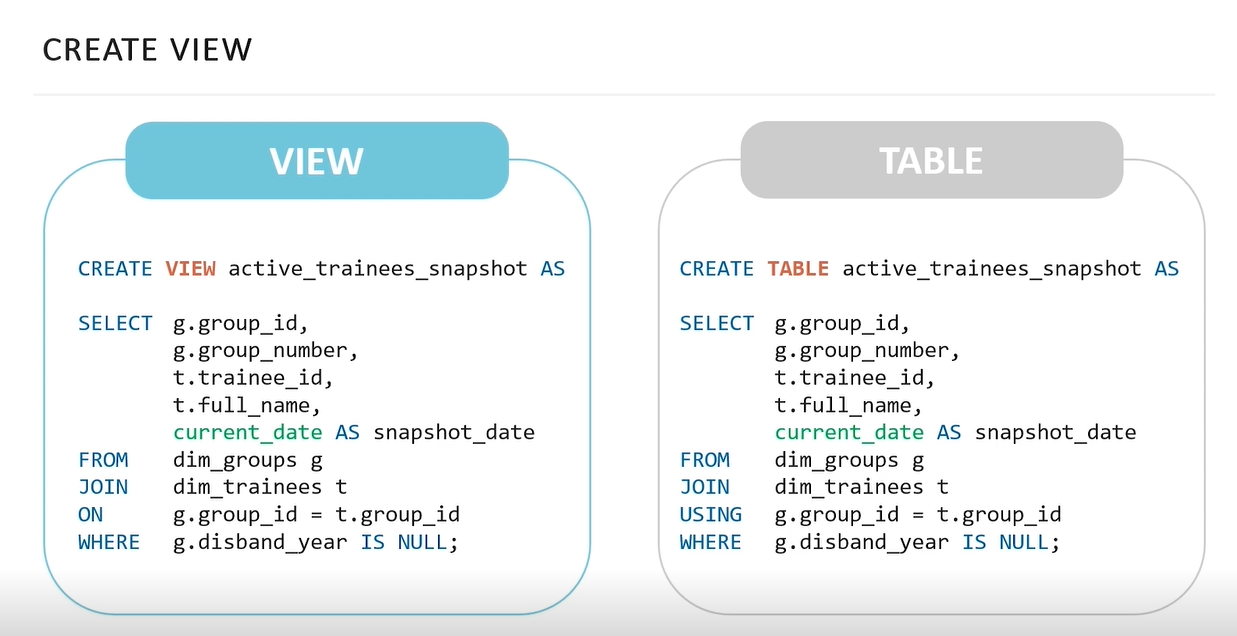 CREATE VIEW
VIEW
CREATE VIEW active_trainees_snapshot AS
SELECT g.group_id,
g.group_number,
t.trainee_id,
t.full_name,
current_date AS snapshot_date
FROM dim_groups g
JOIN dim_trainees t
ON g.group_id = t.group_id
WHERE g.disband_year IS NULL;
TABLE
CREATE TABLE active_trainees_snapshot AS
SELECT g.group_id,
g.group_number,
t.trainee_id,
t.full_name,
current_date AS snapshot_date
FROM dim_groups g
JOIN dim_trainees t
USING g.group_id = t.group_id
WHERE g.disband_year IS NULL;